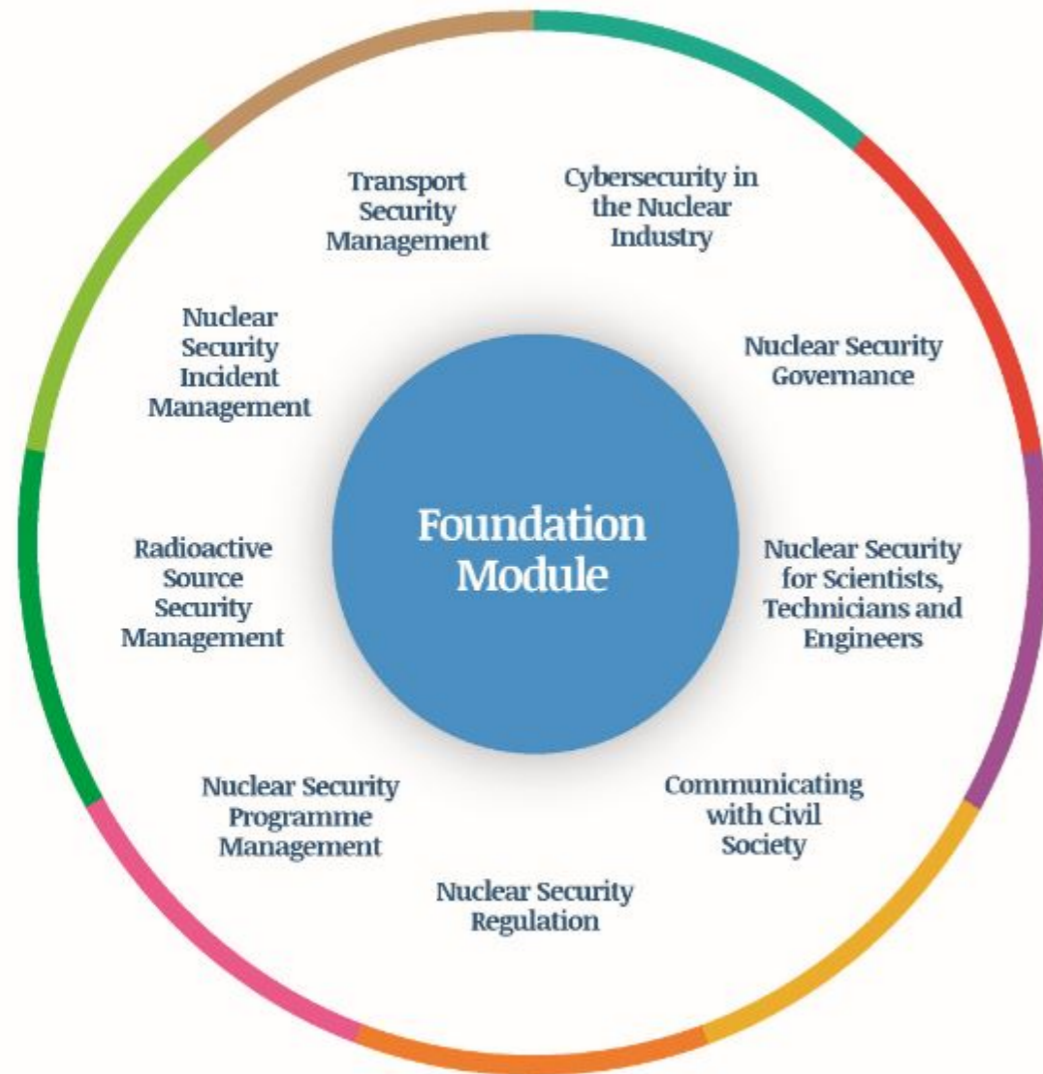 Transport
Security
Management
Cybersecurity in
the Nuclear
Industry
Nuclear Security
Governance
Nuclear Security
for Scientists,
Technicians and
Engineers
Communicating
with Civil
Society
Nuclear Security
Regulation
Nuclear Security
Programme
Management
Radioactive
Source
Security
Management
Nuclear
Security
Incident
Management
Foundation
Module